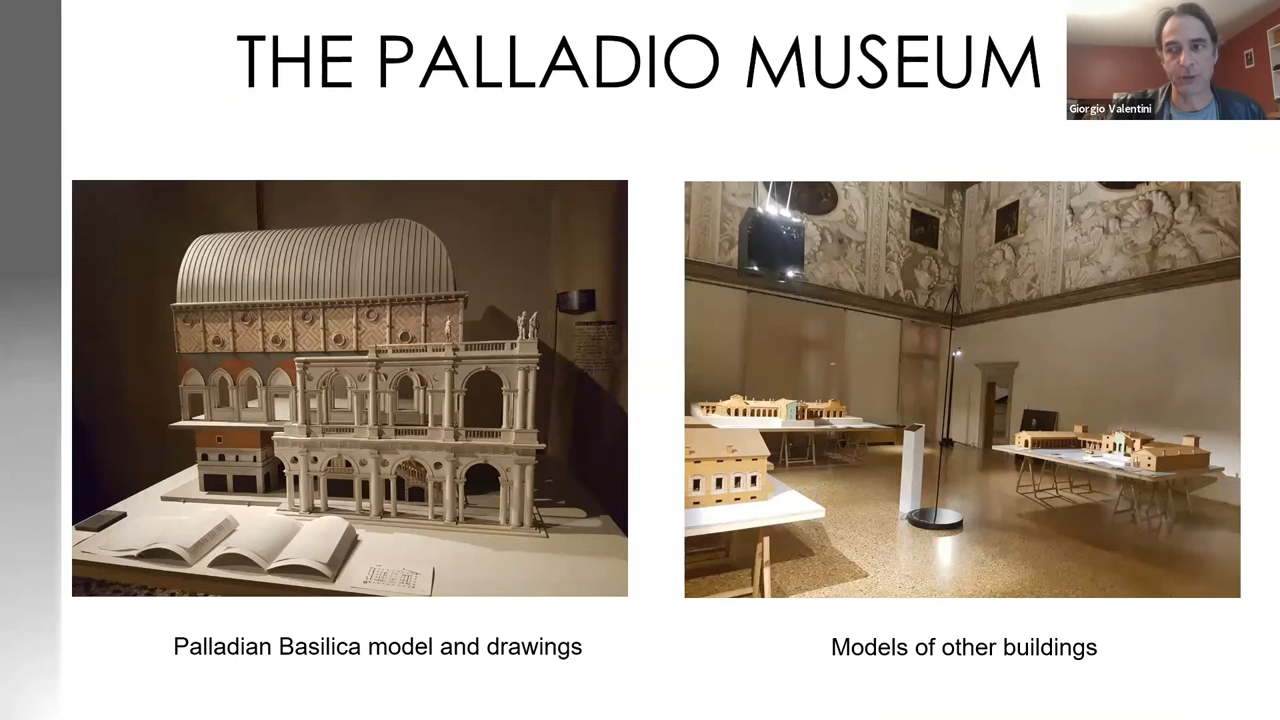 THE PALLADIO MUSEUM
Giorgio Valentini
Palladian Basilica model and drawings
Models of other buildings